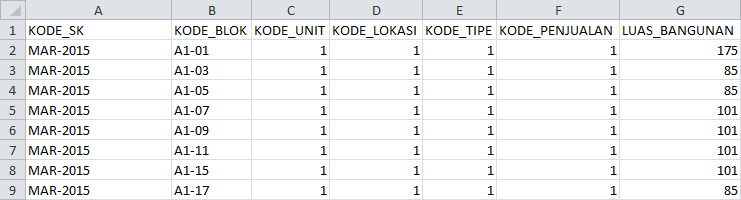 A B C D E F G
1 KODE_SK KODE_BLOK KODE_UNIT KODE_LOKASI KODE_TIPE KODE_PENJUALAN LUAS_BANGUNAN
2 MAR-2015 A1-01 1 1 1 1 175
3 MAR-2015 A1-03 1 1 1 1 85
4 MAR-2015 A1-05 1 1 1 1 85
5 MAR-2015 A1-07 1 1 1 1 101
6 MAR-2015 A1-09 1 1 1 1 101
7 MAR-2015 A1-11 1 1 1 1 101
8 MAR-2015 A1-15 1 1 1 1 101
9 MAR-2015 A1-17 1 1 1 1 85